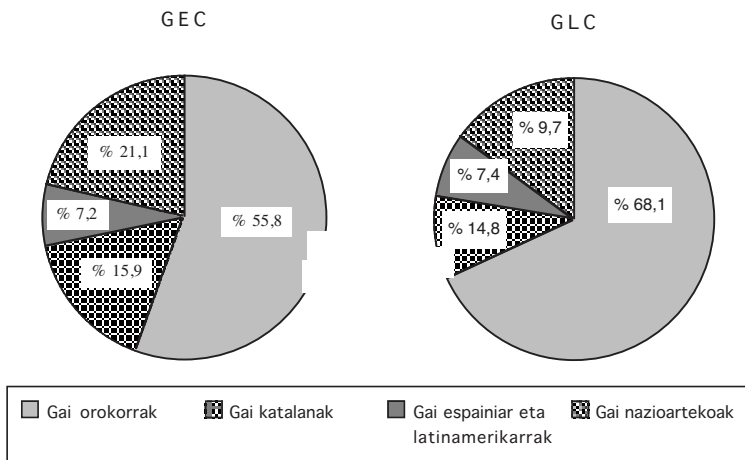 GEC
GLC
% 21,1
% 7,2
% 55,8
% 15,9
% 9,7
% 7,4
% 68,1
% 14,8
Gai orokorrak
Gai katalanak
Gai espainiar eta
latinamerikarrak
Gai nazioartekoak